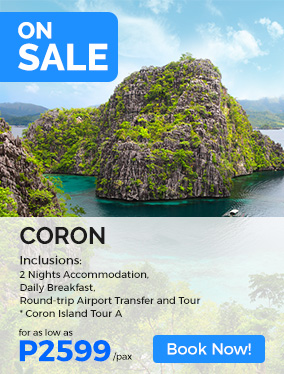 ON
SALE
CORON
Inclusions:
2 Nights Accommodation,
Daily Breakfast,
Round-trip Airport Transfer and Tour
* Coron Island Tour A
for as low as
P2599 /pax
Book Now!